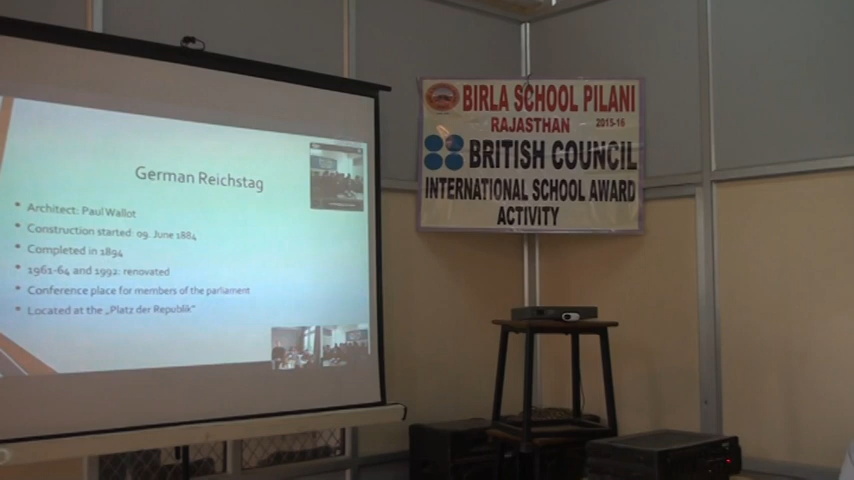 German Reichstag
Architect: Paul Wallot
Construction started: 09. June 1884
Completed in 1894
1961-64 and 1992: renovated
Conference place for members of the parliament
Located at the „Platz der Republik"
BIRLA SCHOOL PILANI
RAJASTHAN 2015-16
BRITISH COUNCIL
INTERNATIONAL SCHOOL AWARD
ACTIVITY